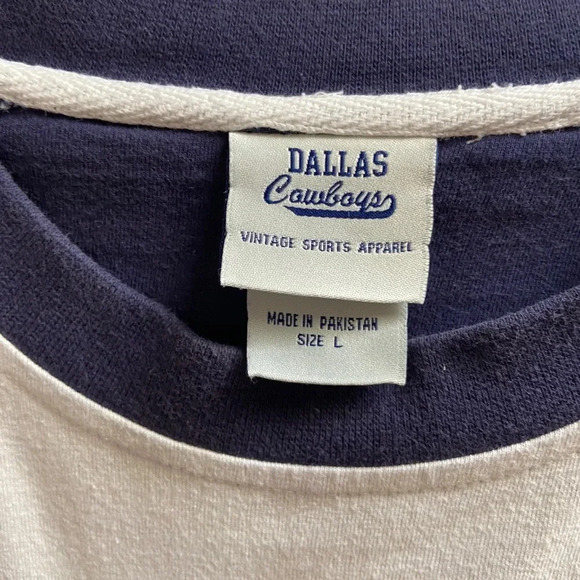 DALLAS
Cowboys
VINTAGE SPORTS APPAREL
MADE IN PAKISTAN
SIZE L